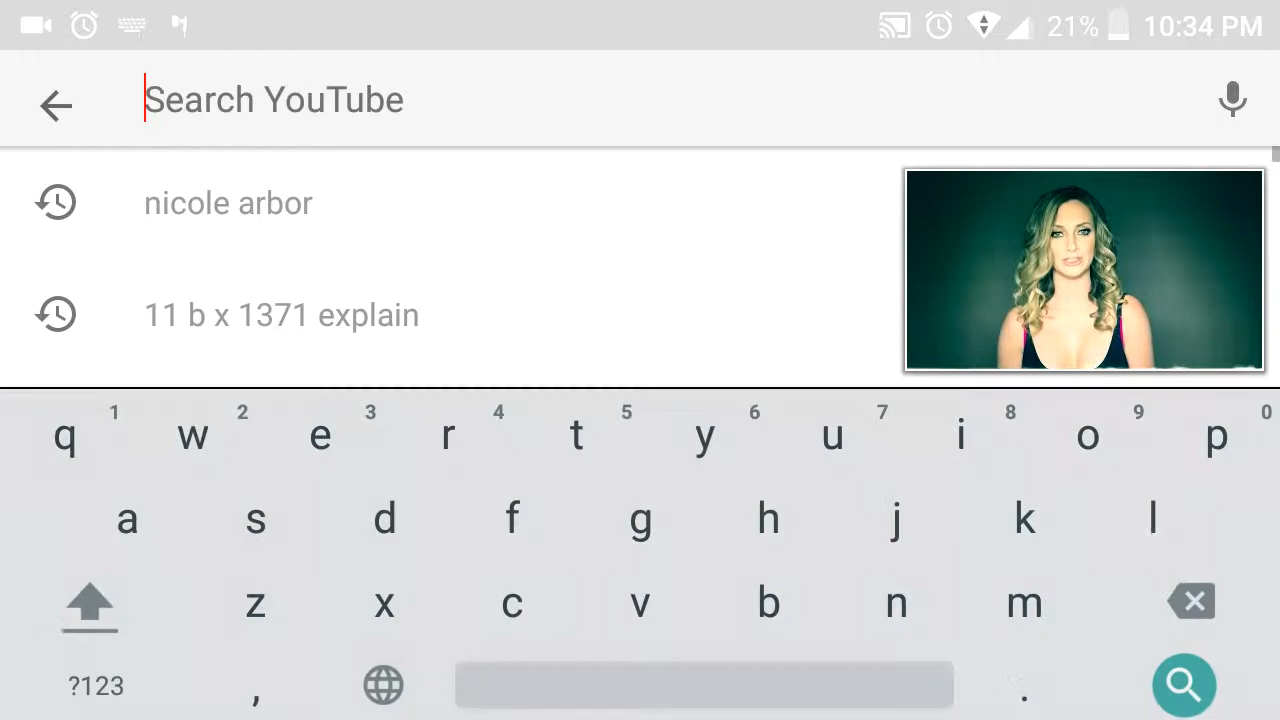 21% 10:34 PM
Search YouTube
nicole arbor
11 b x 1371 explain
1 2 3 4 5 6 7 8 9 0
q w e r t y u i o p
a s d f g h j k l
z x c v b n m
?123 , .